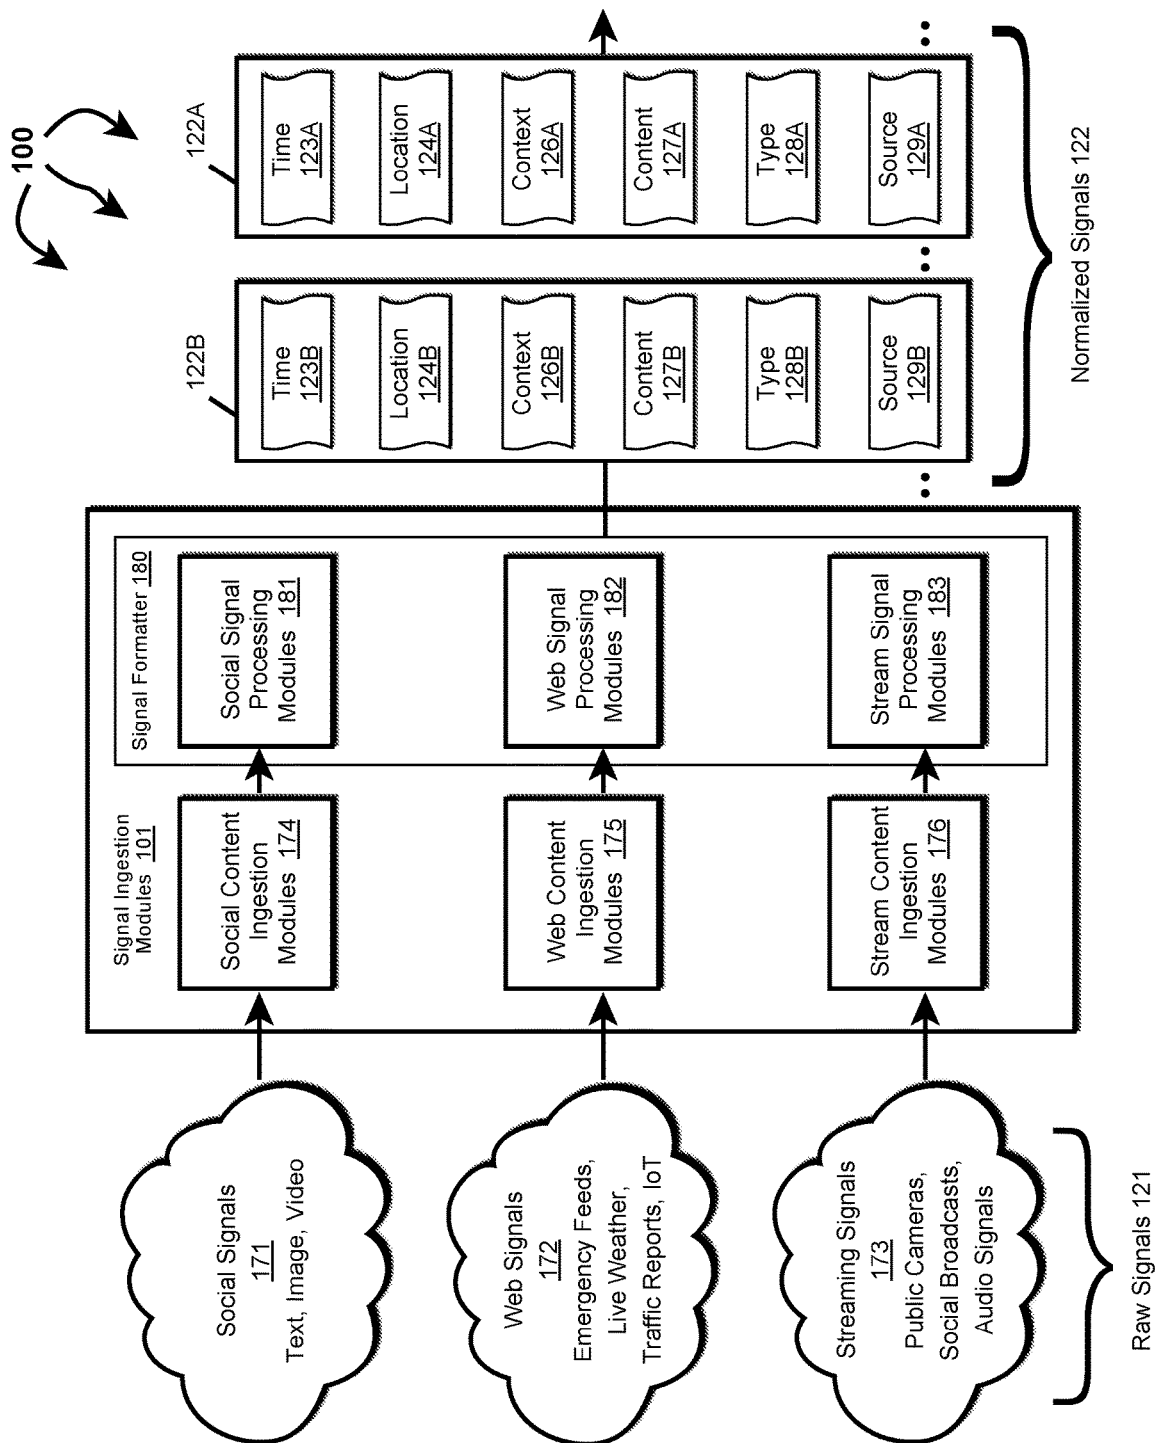 100
Social Signals
171
Text, Image, Video
Web Signals
172
Emergency Feeds,
Live Weather,
Traffic Reports, IoT
Streaming Signals
173
Public Cameras,
Social Broadcasts,
Audio Signals
Raw Signals 121
Signal Ingestion
Modules 101
Social Content
Ingestion
Modules 174
Web Content
Ingestion
Modules 175
Stream Content
Ingestion
Modules 176
Signal Formatter 180
Social Signal
Processing
Modules 181
Web Signal
Processing
Modules 182
Stream Signal
Processing
Modules 183
122B
Time
123B
Location
124B
Context
126B
Content
127B
Type
128B
Source
129B
122A
Time
123A
Location
124A
Context
126A
Content
127A
Type
128A
Source
129A
Normalized Signals 122